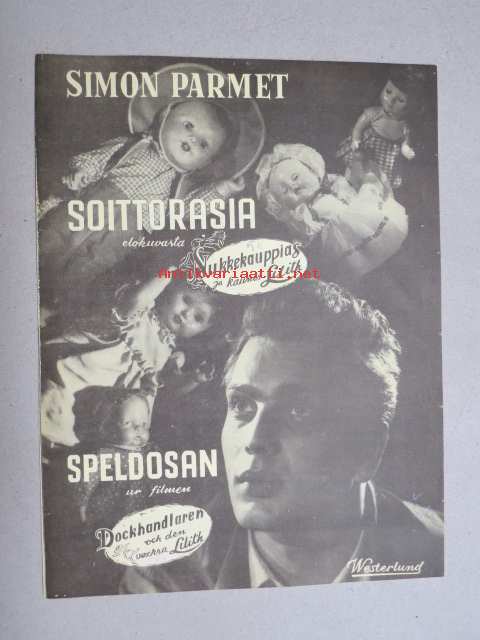 SIMON PARMET
SOITTORASIA
elokuvasta
Nukkekauppias
ja kaunis Lilith
Antikvariaatti.net
SPELDOSAN
ur filmen
Dockhandlaren
och den
vackra Lilith
Westerlund